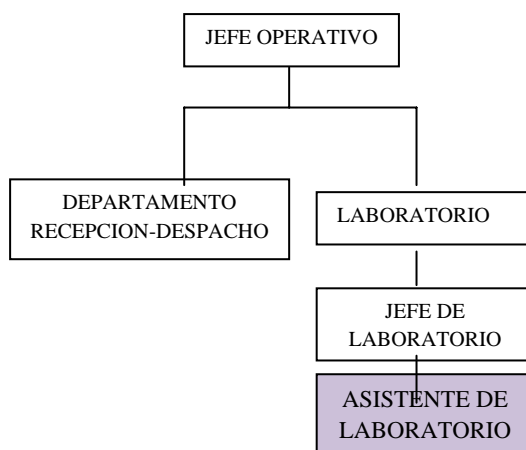 JEFE OPERATIVO
DEPARTAMENTO
RECEPCION-DESPACHO
LABORATORIO
JEFE DE
LABORATORIO
ASISTENTE DE
LABORATORIO